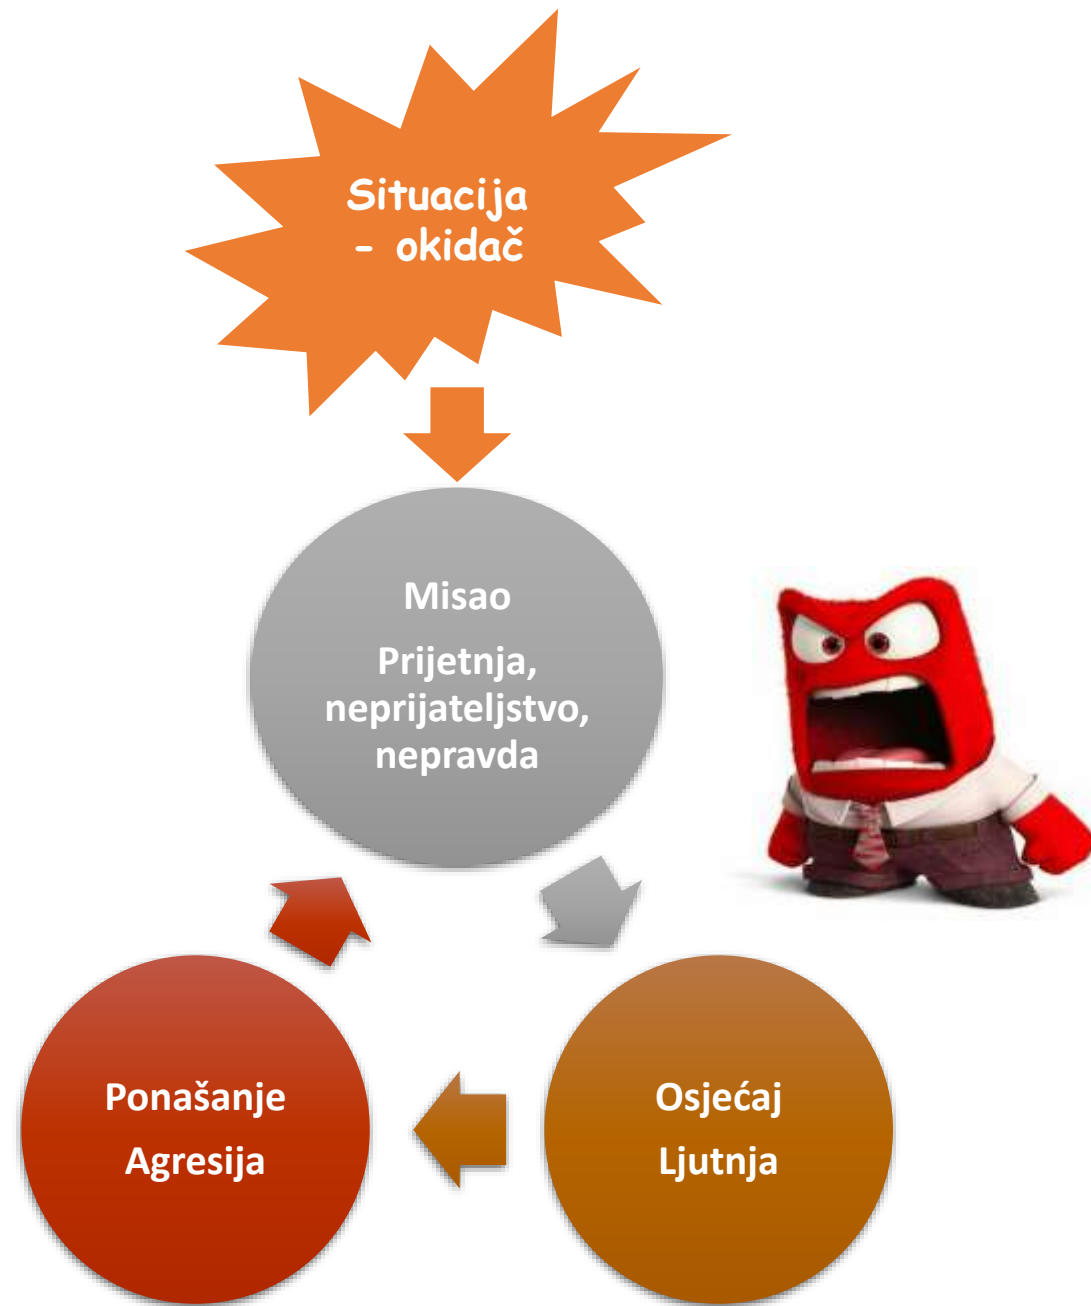 Situacija
- okidač
Misao
Prijetnja,
neprijateljstvo,
nepravda
Osjećaj
Ljutnja
Ponašanje
Agresija